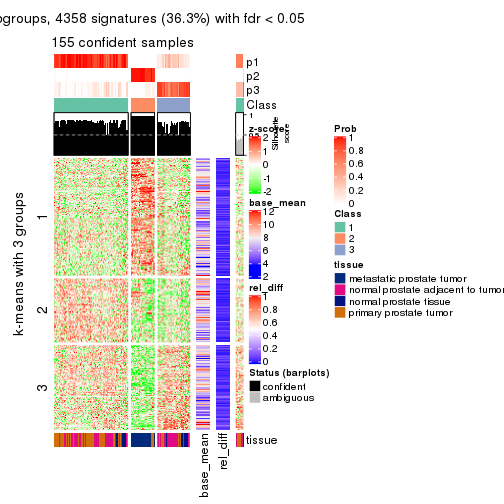 ogroups, 4358 signatures (36.3%) with fdr < 0.05
155 confident samples
p1
p2
p3
Class
1
Silhouette
score
z-score
2
1
0
-1
-2
base_mean
12
10
8
6
4
2
rel_diff
1
0.8
0.6
0.4
0.2
0
Status (barplots)
confident
ambiguous
Prob
1
0.8
0.6
0.4
0.2
0
Class
1
2
3
tissue
metastatic prostate tumor
normal prostate adjacent to tumor
normal prostate tissue
primary prostate tumor
k-means with 3 groups
1
2
3
tissue
base_mean
rel_diff